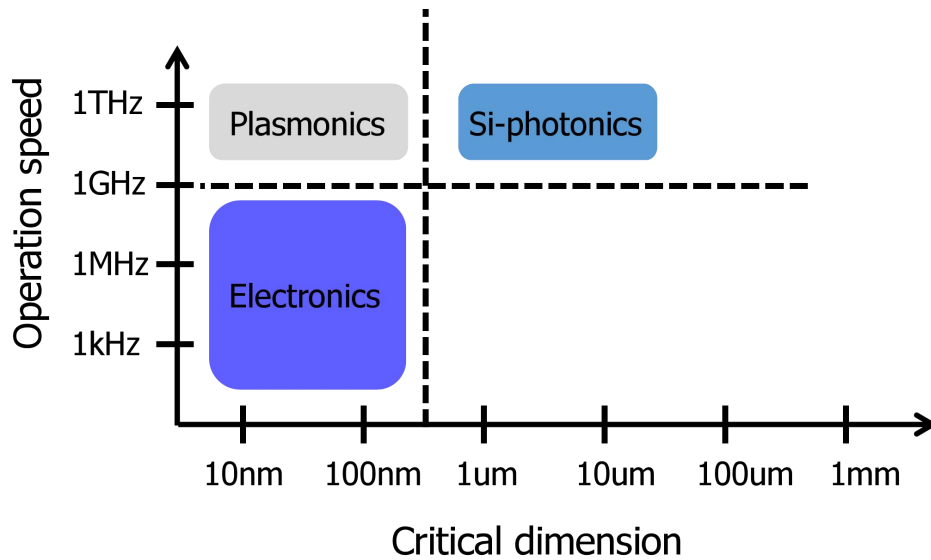 Operation speed
1THz
1GHz
1MHz
1kHz
Plasmonics
Si-photonics
Electronics
10nm
100nm
1um
10um
100um
1mm
Critical dimension